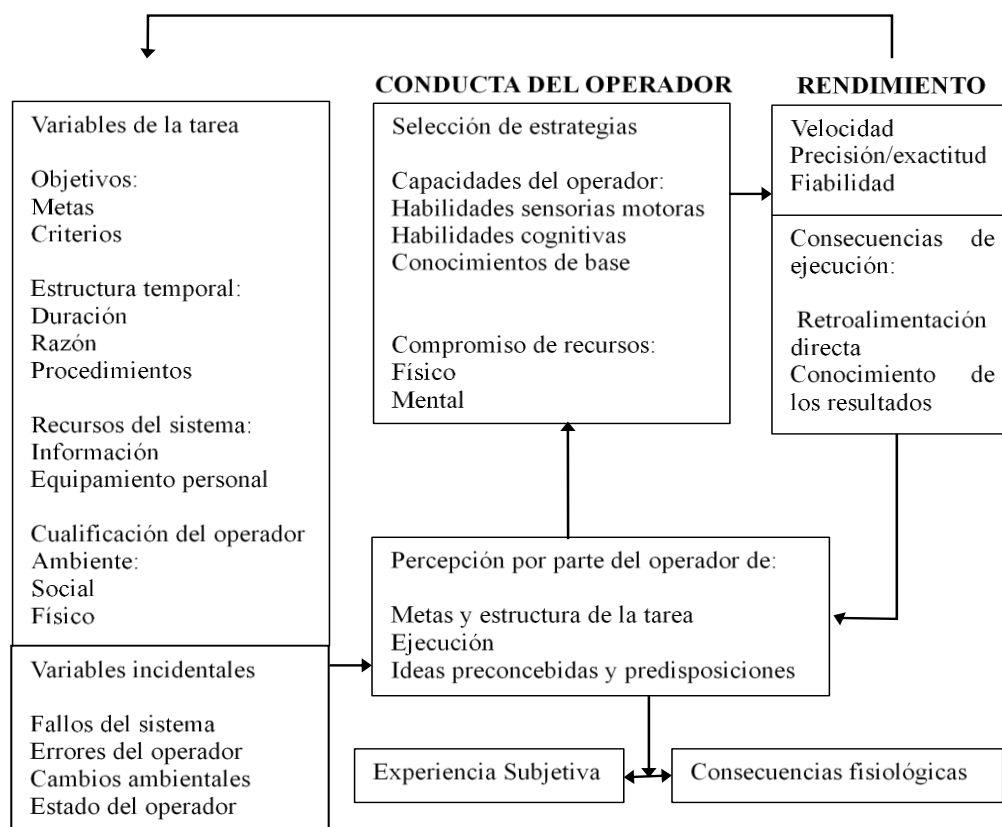 Variables de la tarea
Objetivos:
Metas
Criterios
Estructura temporal:
Duración
Razón
Procedimientos
Recursos del sistema:
Información
Equipamiento personal
Cualificación del operador
Ambiente:
Social
Físico
Variables incidentales
Fallos del sistema
Errores del operador
Cambios ambientales
Estado del operador
CONDUCTA DEL OPERADOR
Selección de estrategias
Capacidades del operador:
Habilidades sensorias motoras
Habilidades cognitivas
Conocimientos de base
Compromiso de recursos:
Físico
Mental
RENDIMIENTO
Velocidad
Precisión/exactitud
Fiabilidad
Consecuencias de
ejecución:
Retroalimentación
directa
Conocimiento de
los resultados
Percepción por parte del operador de:
Metas y estructura de la tarea
Ejecución
Ideas preconcebidas y predisposiciones
Experiencia Subjetiva
Consecuencias fisiológicas